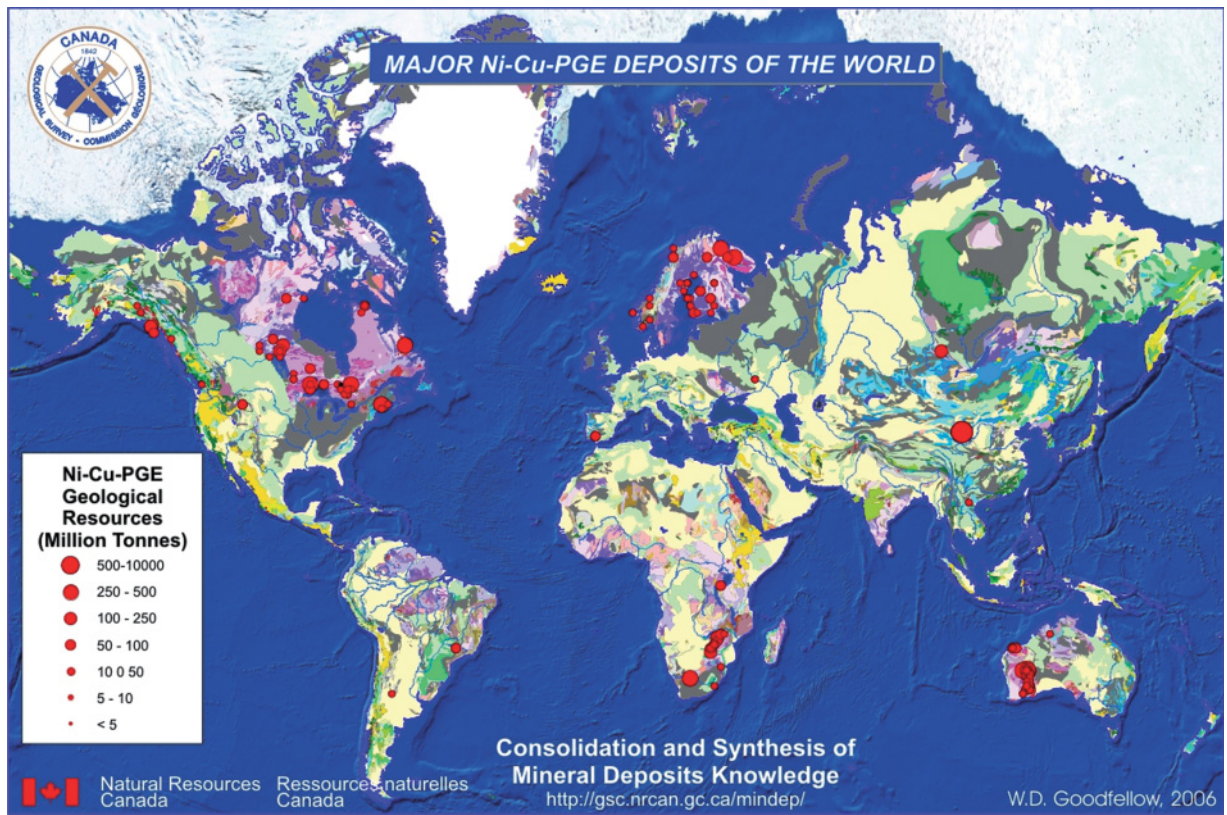 CANADA
1842
GEOLOGICAL SURVEY • COMMISSION GÉOLOGIQUE
MAJOR Ni-Cu-PGE DEPOSITS OF THE WORLD
Ni-Cu-PGE
Geological
Resources
(Million Tonnes)
500-10000
250 - 500
100 - 250
50 - 100
10 0 50
5 - 10
< 5
Consolidation and Synthesis of
Mineral Deposits Knowledge
http://gsc.nrcan.gc.ca/mindep/
Natural Resources
Canada
Ressources naturelles
Canada
W.D. Goodfellow, 2006